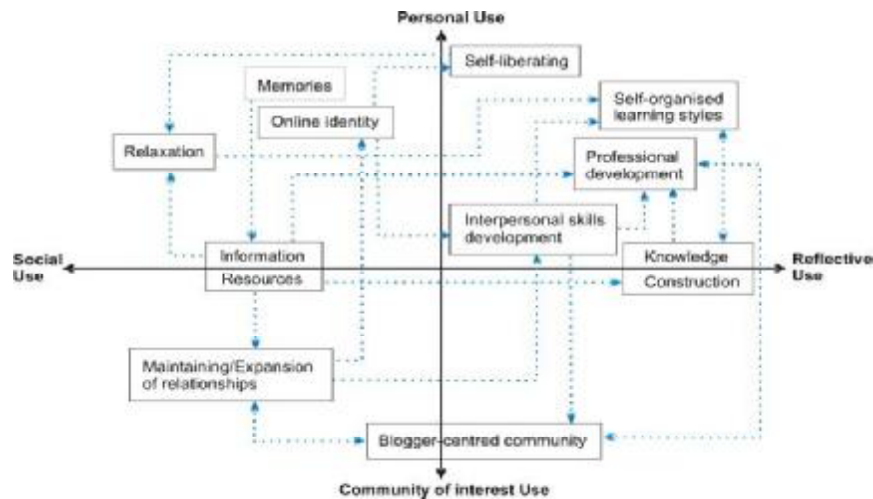 Personal Use
Self-liberating
Memories
Self-organised
learning styles
Online identity
Relaxation
Professional
development
Interpersonal skills
development
Social
Use
Information
Resources
Knowledge
Construction
Reflective
Use
Maintaining/Expansion
of relationships
Blogger-centred community
Community of interest Use